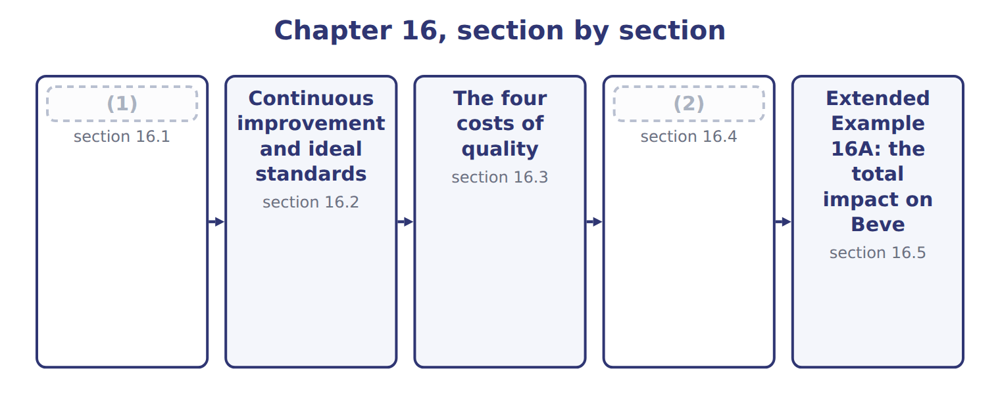 Chapter 16, section by section
(1)
section 16.1
Continuous
improvement
and ideal
standards
section 16.2
The four
costs of
quality
section 16.3
(2)
section 16.4
Extended
Example
16A: the
total
impact on
Beve
section 16.5